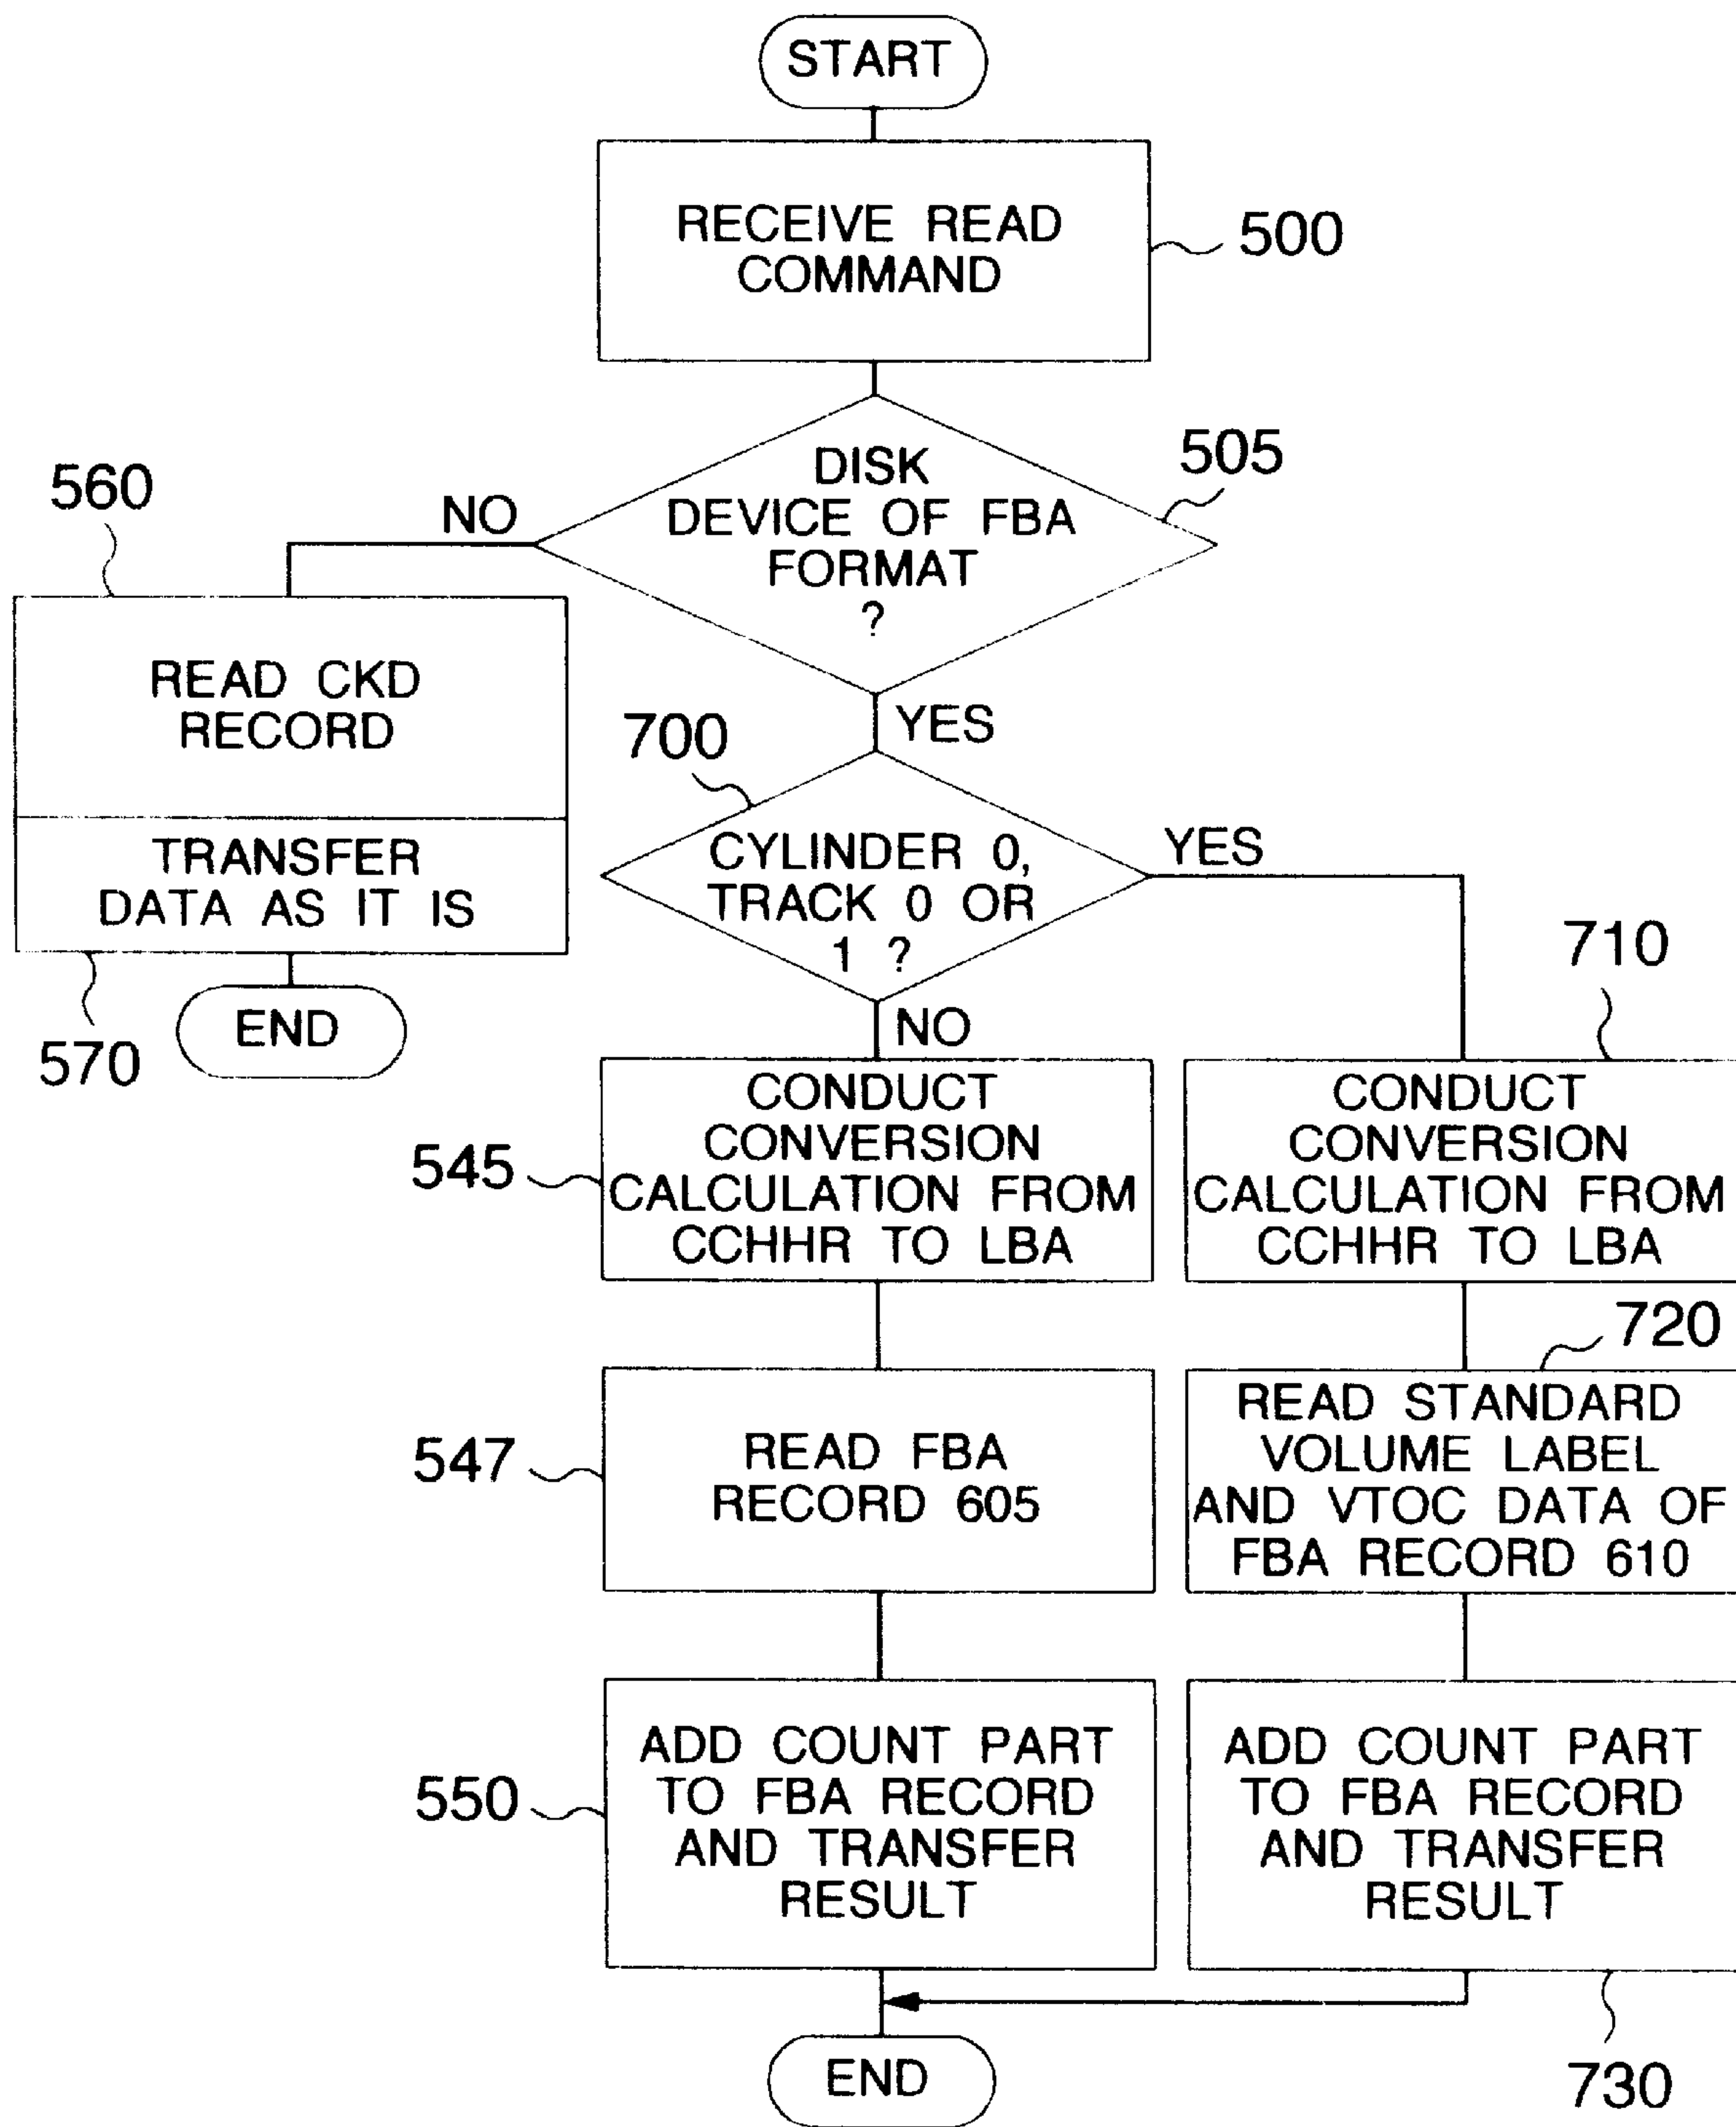 START
RECEIVE READ
COMMAND
500
DISK
DEVICE OF FBA
FORMAT
?
505
NO
560
READ CKD
RECORD
TRANSFER
DATA AS IT IS
570
END
YES
700
CYLINDER 0,
TRACK 0 OR
1 ?
YES
NO
710
545
CONDUCT
CONVERSION
CALCULATION FROM
CCHHR TO LBA
CONDUCT
CONVERSION
CALCULATION FROM
CCHHR TO LBA
720
547
READ FBA
RECORD 605
READ STANDARD
VOLUME LABEL
AND VTOC DATA OF
FBA RECORD 610
550
ADD COUNT PART
TO FBA RECORD
AND TRANSFER
RESULT
ADD COUNT PART
TO FBA RECORD
AND TRANSFER
RESULT
730
END